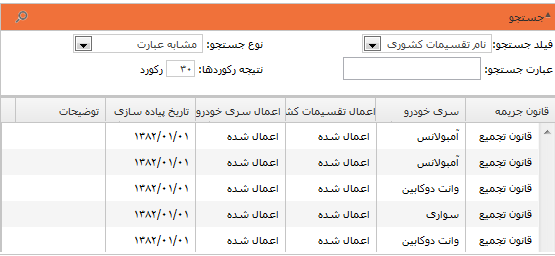 جستجو
فیلد جستجو: نام تقسیمات کشوری نوع جستجو: مشابه عبارت
عبارت جستجو: نتیجه رکوردها: ۳۰ رکورد
قانون جریمه سری خودرو اعمال تقسیمات کش اعمال سری خودرو تاریخ پیاده سازی توضیحات
قانون تجمیع آمبولانس اعمال شده اعمال شده ۱۳۸۲/۰۱/۰۱
قانون تجمیع آمبولانس اعمال شده اعمال شده ۱۳۸۲/۰۱/۰۱
قانون تجمیع وانت دوکابین اعمال شده اعمال شده ۱۳۸۲/۰۱/۰۱
قانون تجمیع سواری اعمال شده اعمال شده ۱۳۸۲/۰۱/۰۱
قانون تجمیع وانت دوکابین اعمال شده اعمال شده ۱۳۸۲/۰۱/۰۱